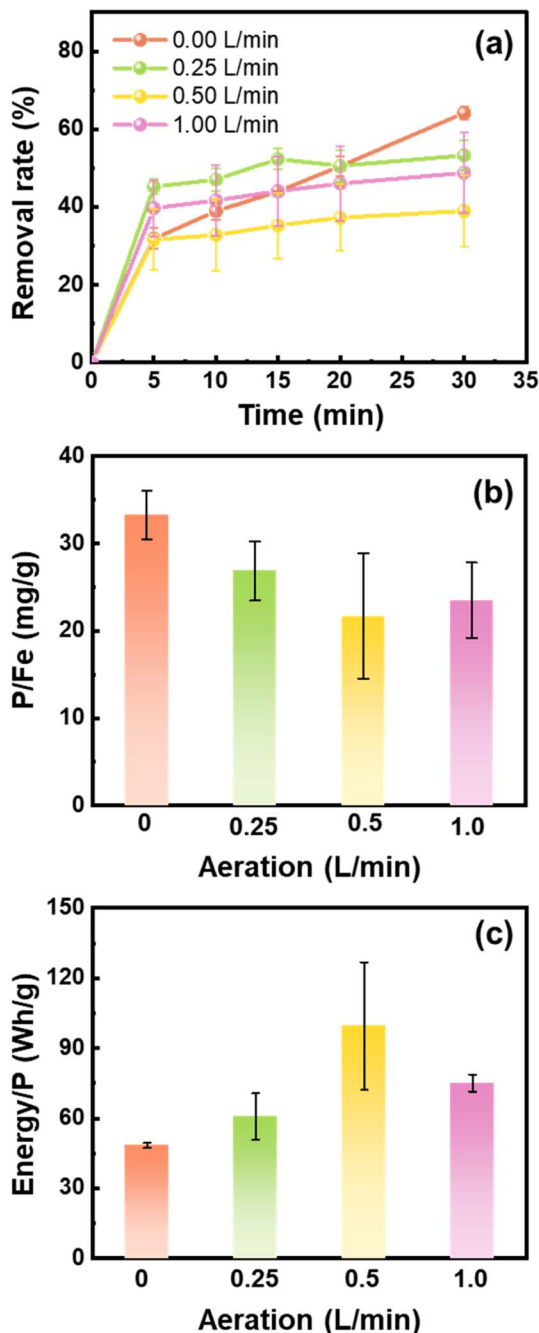 (a)
0.00 L/min
0.25 L/min
0.50 L/min
1.00 L/min
Removal rate (%)
80
60
40
20
0
0 5 10 15 20 25 30 35
Time (min)
(b)
P/Fe (mg/g)
40
30
20
10
0
0 0.25 0.5 1.0
Aeration (L/min)
(c)
Energy/P (Wh/g)
150
120
90
60
30
0
0 0.25 0.5 1.0
Aeration (L/min)